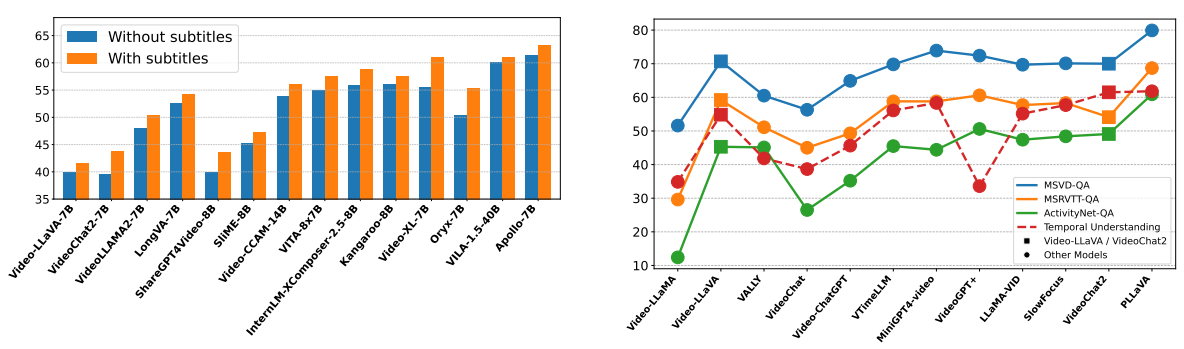 65
60
55
50
45
40
35
Without subtitles
With subtitles
Video-LLaVA-7B
VideoChat2-7B
VideoLLAMA2-7B
LongVA-7B
ShareGPT4Video-8B
SliME-8B
Video-CCAM-14B
VITA-8x7B
InternLM-XComposer-2.5-8B
Kangaroo-8B
Video-XL-7B
Oryx-7B
VILA-1.5-40B
Apollo-7B
80
70
60
50
40
30
20
10
MSVD-QA
MSRVTT-QA
ActivityNet-QA
Temporal Understanding
Video-LLaVA / VideoChat2
Other Models
Video-LLaMA
Video-LLaVA
VALLY
VideoChat
Video-ChatGPT
VTimeLLM
MiniGPT4-video
VideoGPT+
LLaMA-VID
SlowFocus
VideoChat2
PLLaVA